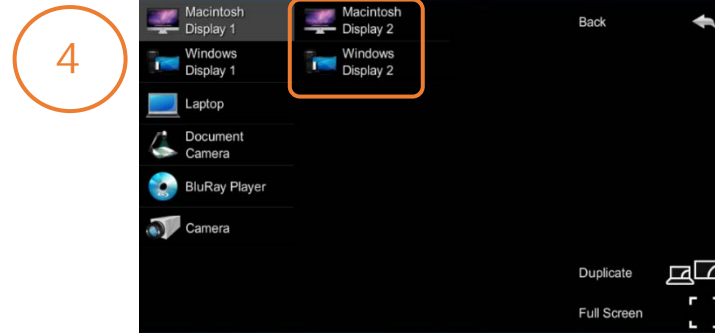 4
Macintosh
Display 1
Macintosh
Display 2
Back
Windows
Display 1
Windows
Display 2
Laptop
Document
Camera
BluRay Player
Camera
Duplicate
Full Screen